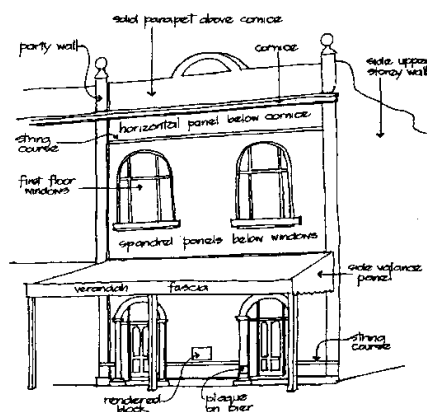 solid parapet above cornice
party wall
cornice
side upper
storey wall
horizontal panel below cornice
string
course
first floor
windows
spandrel panels below windows
side valance
panel
verandah fascia
string
course
rendered
block
plaque
on pier